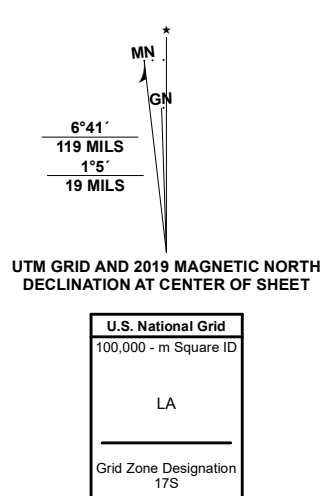 MN
GN
6°41´
119 MILS
1°5´
19 MILS
UTM GRID AND 2019 MAGNETIC NORTH
DECLINATION AT CENTER OF SHEET
U.S. National Grid
100,000 - m Square ID
LA
Grid Zone Designation
17S